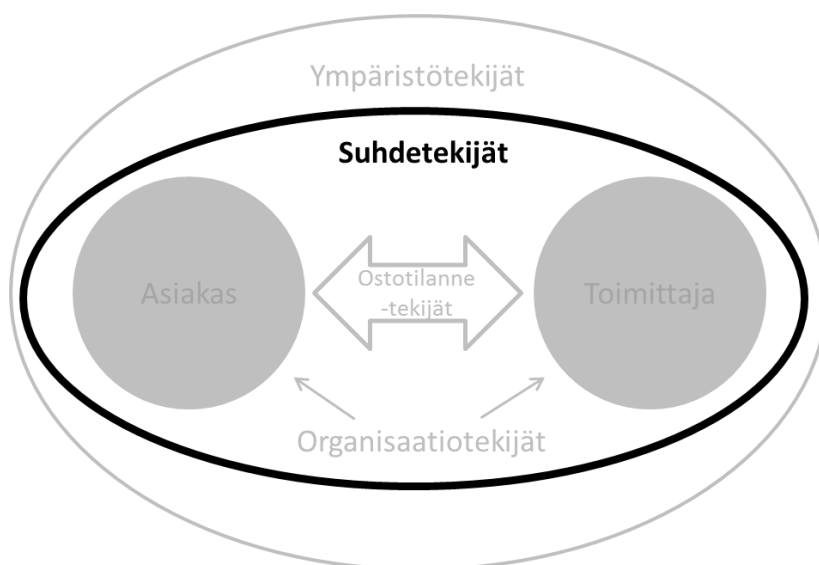 Ympäristötekijät
Suhdetekijät
Asiakas
Ostotilanne
-tekijät
Toimittaja
Organisaatiotekijät